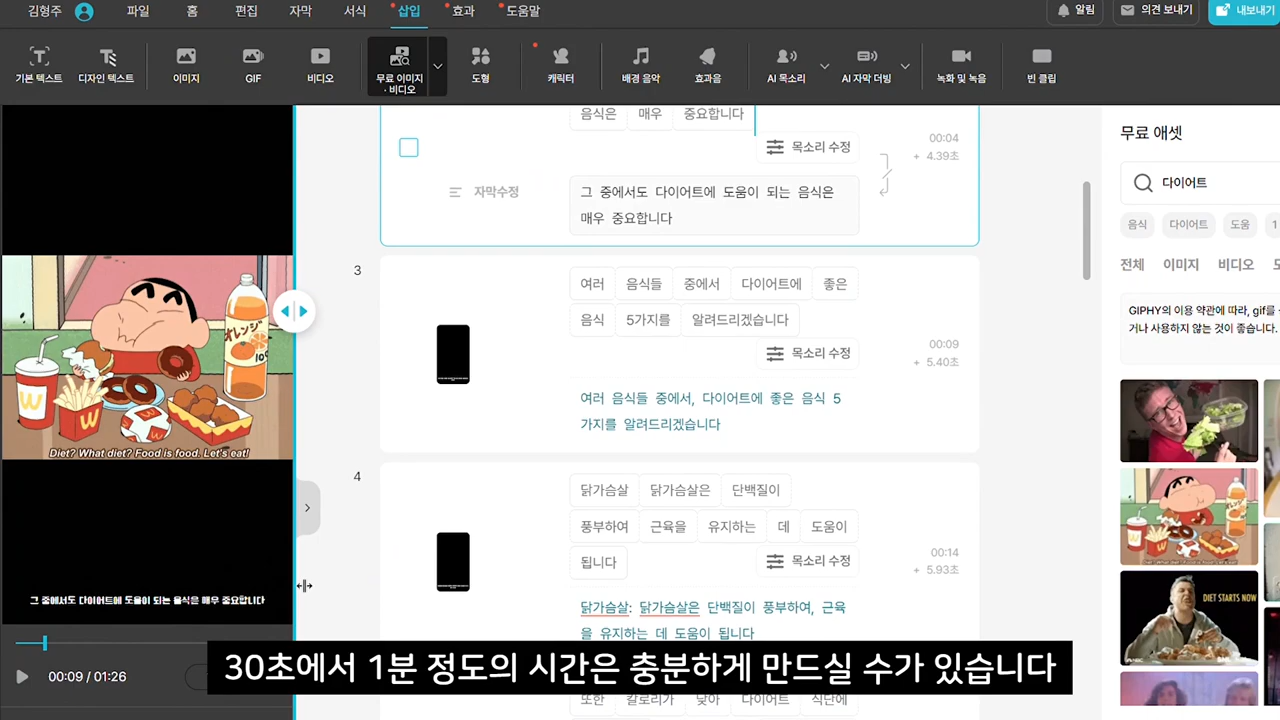 김형주 파일 홈 편집 자막 서식 삽입 효과 도움말 알림 의견 보내기 내보내기
기본 텍스트 디자인 텍스트 이미지 GIF 비디오 무료 이미지 · 비디오 도형 캐릭터 배경 음악 효과음 AI 목소리 AI 자막 더빙 녹화 및 녹음 빈 클립
Diet? What diet? Food is food. Let's eat!
그 중에서도 다이어트에 도움이 되는 음식은 매우 중요합니다
00:09 / 01:26
음식은 매우 중요합니다
목소리 수정
00:04
+ 4.39초
자막수정
그 중에서도 다이어트에 도움이 되는 음식은
매우 중요합니다
3
여러 음식들 중에서 다이어트에 좋은
음식 5가지를 알려드리겠습니다
목소리 수정
00:09
+ 5.40초
여러 음식들 중에서, 다이어트에 좋은 음식 5
가지를 알려드리겠습니다
4
닭가슴살 닭가슴살은 단백질이
풍부하여 근육을 유지하는 데 도움이
됩니다
목소리 수정
00:14
+ 5.93초
닭가슴살: 닭가슴살은 단백질이 풍부하여, 근육
을 유지하는 데 도움이 됩니다
또한 칼로리가 낮아 다이어트 식단에
무료 애셋
다이어트
음식 다이어트 도움 1
전체 이미지 비디오
GIPHY의 이용 약관에 따라, gif를
거나 사용하지 않는 것이 좋습니다.
DIET STARTS NOW
30초에서 1분 정도의 시간은 충분하게 만드실 수가 있습니다